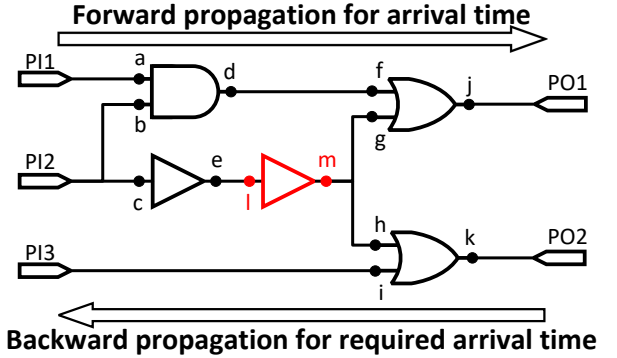 Forward propagation for arrival time
PI1
a
b
d
f
g
j
PO1
PI2
c
e
l
m
h
k
PO2
PI3
i
Backward propagation for required arrival time